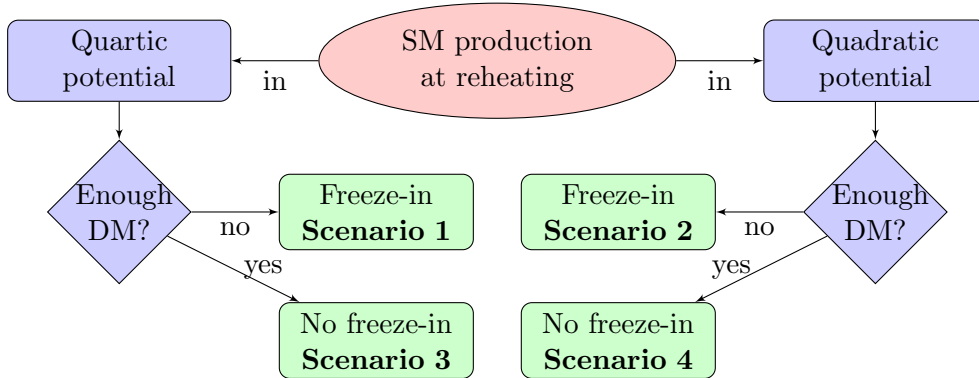 Quartic
potential
in
SM production
at reheating
in
Quadratic
potential
Enough
DM?
no
yes
Freeze-in
Scenario 1
Freeze-in
Scenario 2
no
yes
Enough
DM?
No freeze-in
Scenario 3
No freeze-in
Scenario 4